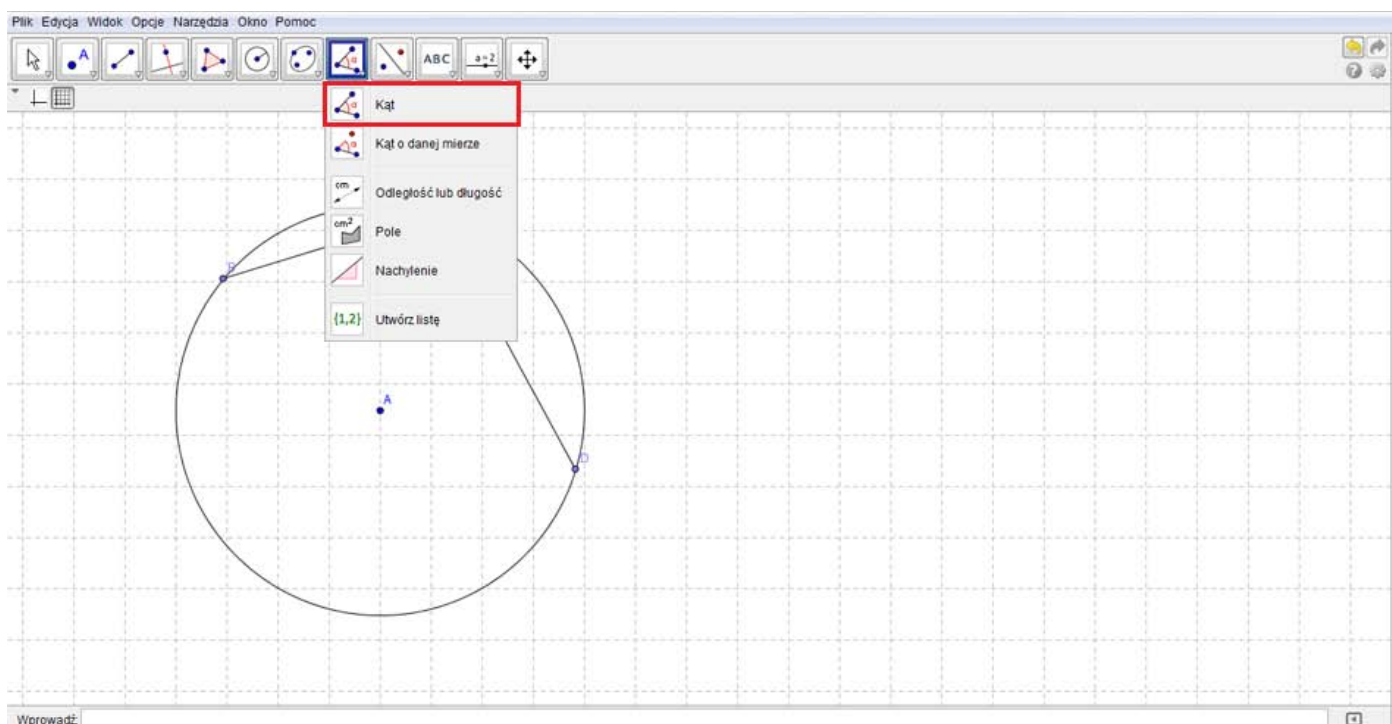 Plik Edycja Widok Opcje Narzędzia Okno Pomoc
A ABC a=2
Kąt
Kąt o danej mierze
cm Odległość lub długość
cm2 Pole
Nachylenie
{1,2} Utwórz listę
B
A
D
Wprowadź: